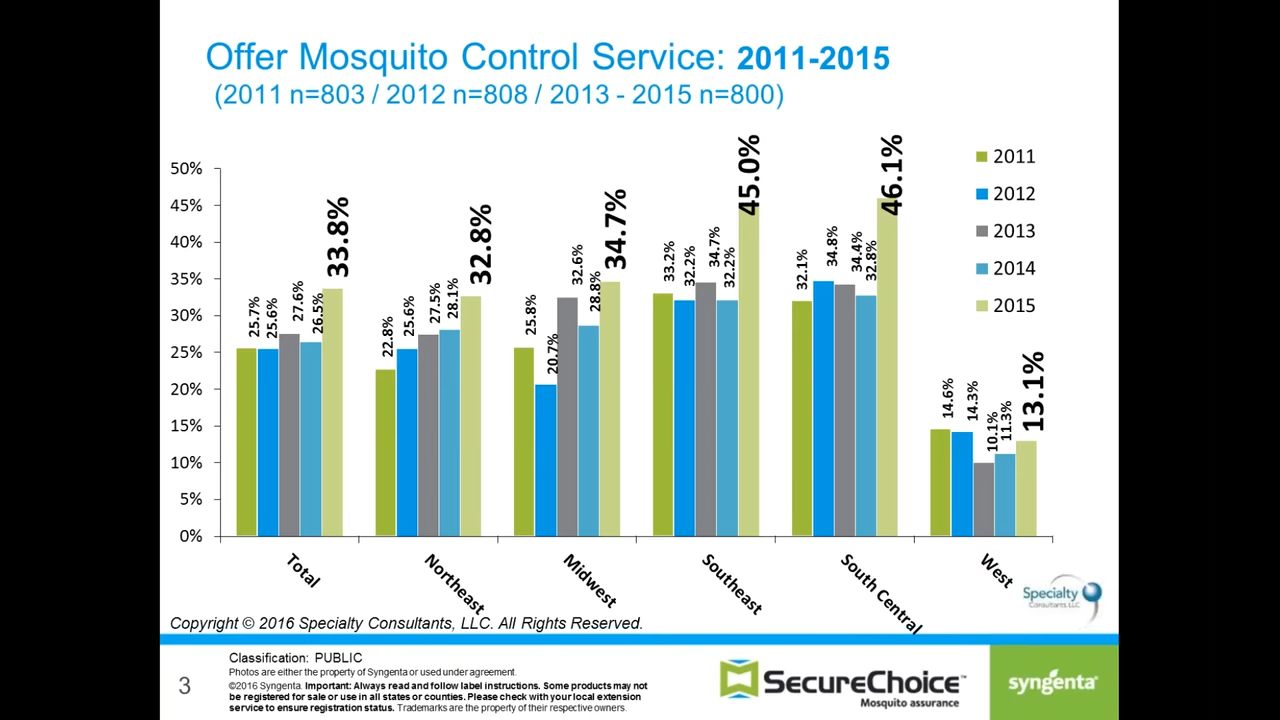 Offer Mosquito Control Service: 2011-2015
(2011 n=803 / 2012 n=808 / 2013 - 2015 n=800)
50%
45%
40%
35%
30%
25%
20%
15%
10%
5%
0%
25.7%
25.6%
27.6%
26.5%
33.8%
22.8%
25.6%
27.5%
28.1%
32.8%
25.8%
20.7%
32.6%
28.8%
34.7%
33.2%
32.2%
34.7%
32.2%
45.0%
32.1%
34.8%
34.4%
32.8%
46.1%
14.6%
14.3%
10.1%
11.3%
13.1%
2011
2012
2013
2014
2015
Total
Northeast
Midwest
Southeast
South Central
West
Specialty
Consultants, LLC
Copyright © 2016 Specialty Consultants, LLC. All Rights Reserved.
3
Classification: PUBLIC
Photos are either the property of Syngenta or used under agreement.
©2016 Syngenta. Important: Always read and follow label instructions. Some products may not
be registered for sale or use in all states or counties. Please check with your local extension
service to ensure registration status. Trademarks are the property of their respective owners.
SecureChoice™
Mosquito assurance
syngenta®